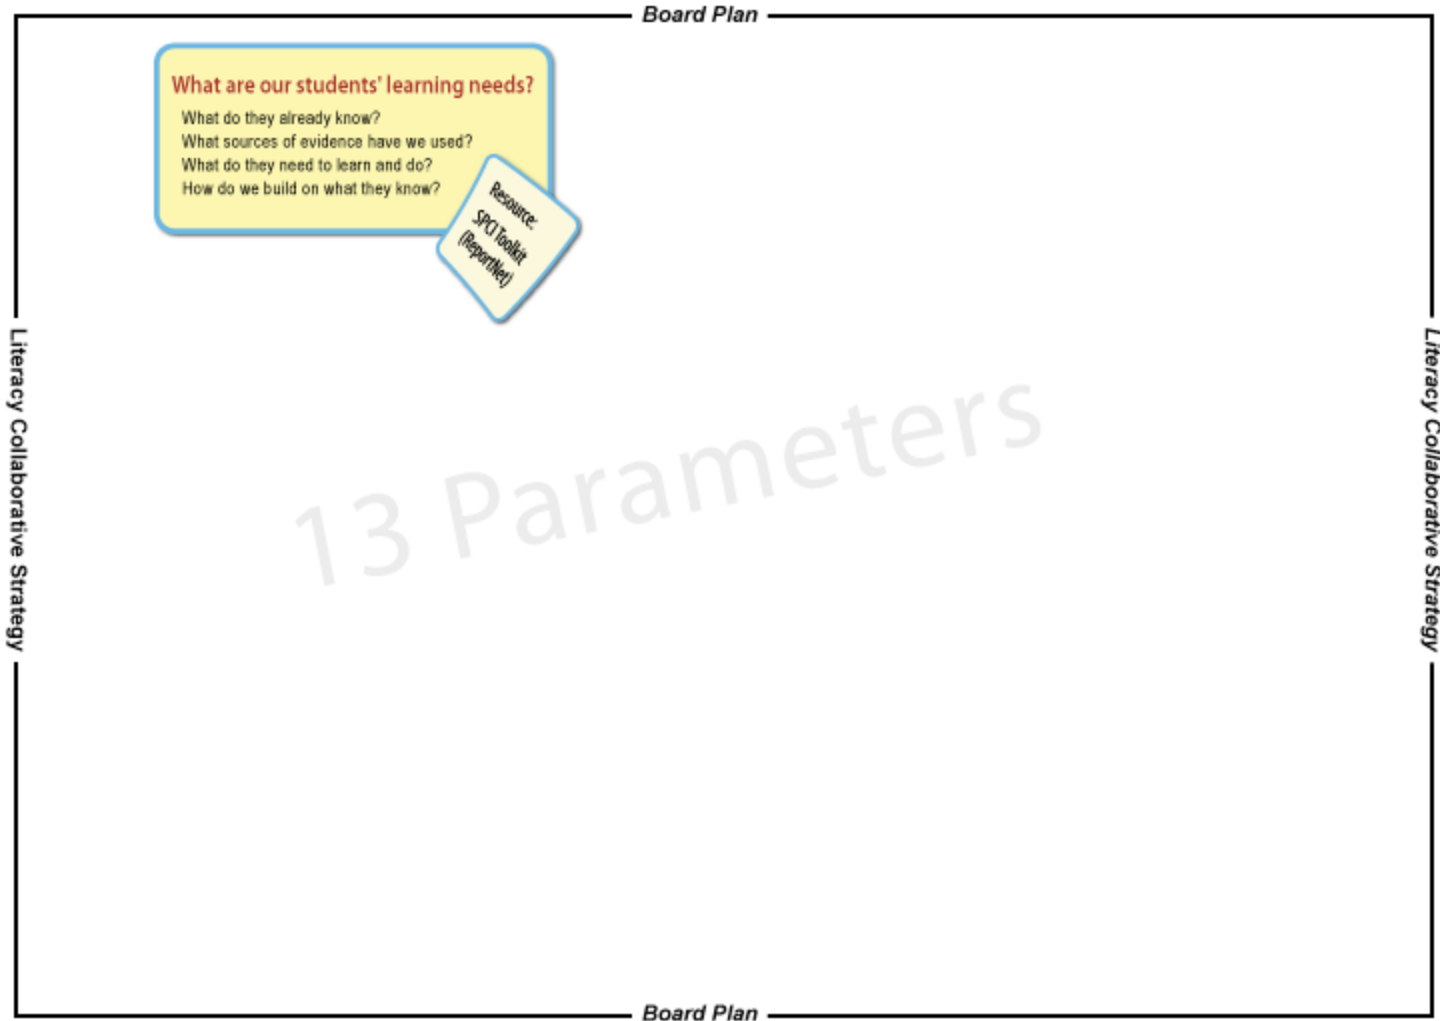 Board Plan
What are our students' learning needs?
What do they already know?
What sources of evidence have we used?
What do they need to learn and do?
How do we build on what they know?
Resource:
SPCI Toolkit
(ReportNet)
Literacy Collaborative Strategy
Literacy Collaborative Strategy
13 Parameters
Board Plan